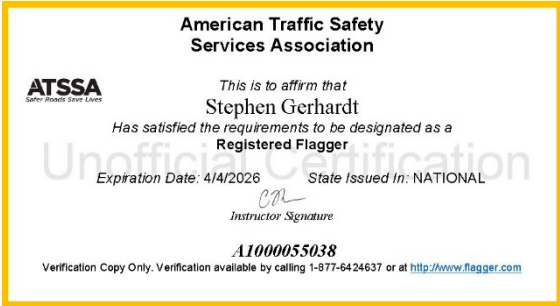 American Traffic Safety
Services Association
ATSSA
Safer Roads Save Lives
This is to affirm that
Stephen Gerhardt
Has satisfied the requirements to be designated as a
Registered Flagger
Unofficial Certification
Expiration Date: 4/4/2026 State Issued In: NATIONAL
Instructor Signature
A1000055038
Verification Copy Only. Verification available by calling 1-877-6424637 or at http://www.flagger.com